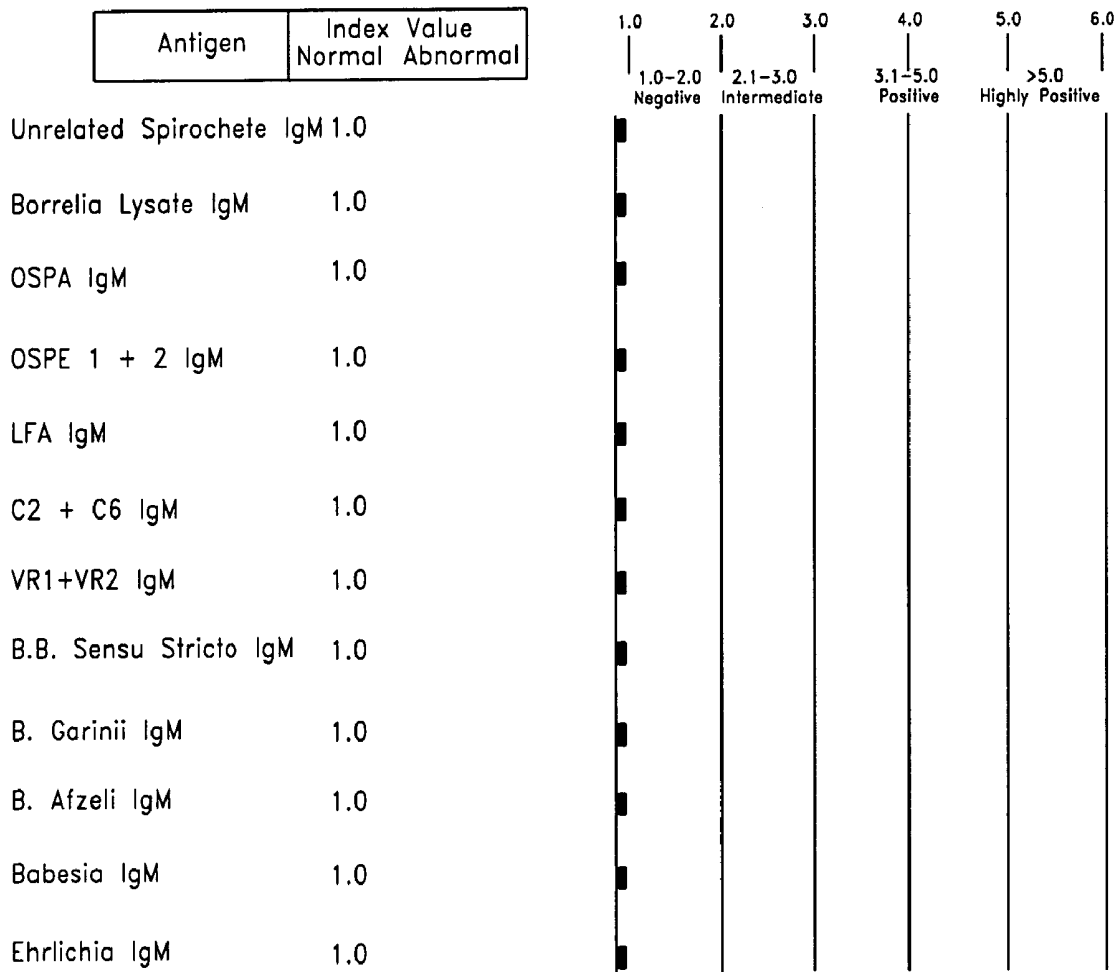 Antigen
Index Value
Normal Abnormal
1.0 2.0 3.0 4.0 5.0 6.0
1.0-2.0 2.1-3.0 3.1-5.0 >5.0
Negative Intermediate Positive Highly Positive
Unrelated Spirochete IgM 1.0
Borrelia Lysate IgM 1.0
OSPA IgM 1.0
OSPE 1 + 2 IgM 1.0
LFA IgM 1.0
C2 + C6 IgM 1.0
VR1+VR2 IgM 1.0
B.B. Sensu Stricto IgM 1.0
B. Garinii IgM 1.0
B. Afzeli IgM 1.0
Babesia IgM 1.0
Ehrlichia IgM 1.0